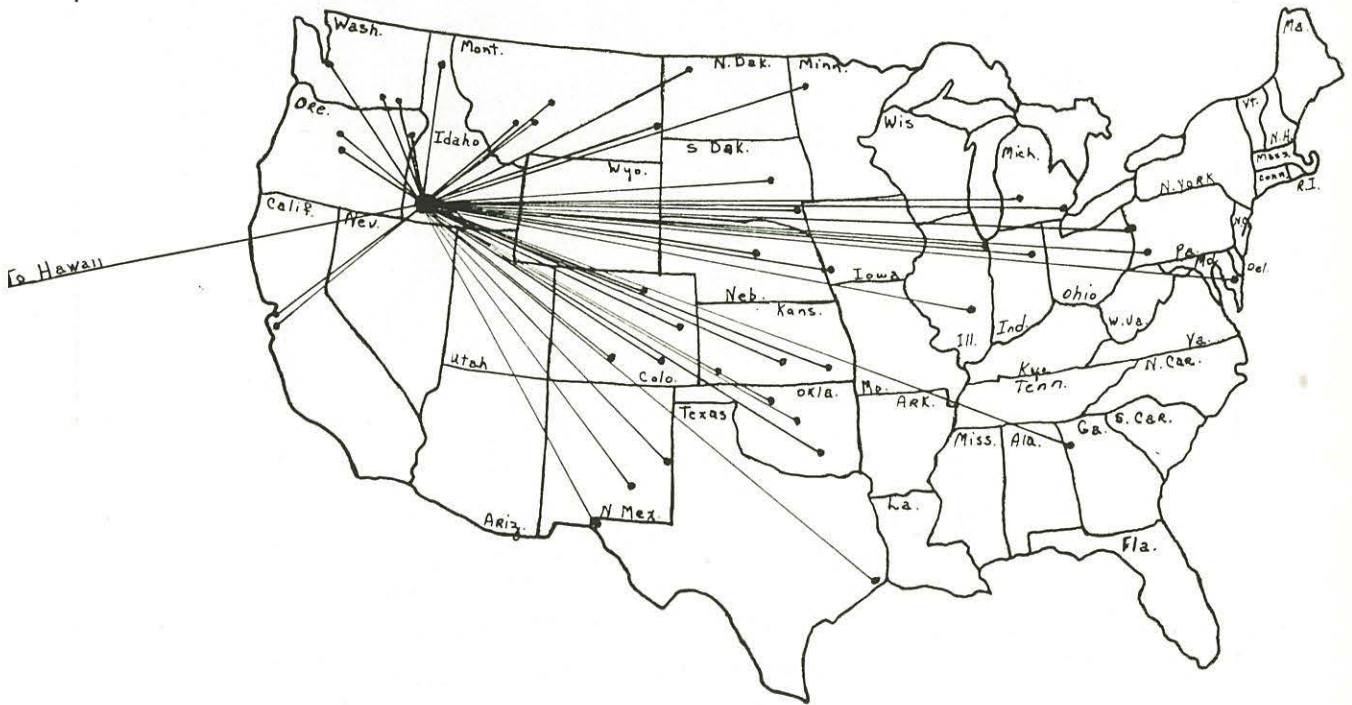 Wash.
Mont.
N. Dak.
Minn.
Ma.
Ore.
Idaho
Wis
Vt.
N.H.
S Dak.
Mich.
Mass
Conn.
R.I.
Wyo.
N.York
Calif.
Nev.
N.J.
To Hawaii
Iowa
Pa.
Md.
Del.
Neb.
Ohio
Kans.
W.Va.
Ill.
Ind.
Va.
Utah
Colo.
Kye
Tenn.
N.Car.
Okla.
Mo.
Ark.
Texas
Miss.
Ala.
Ga.
S.Car.
Ariz.
N Mex.
La.
Fla.